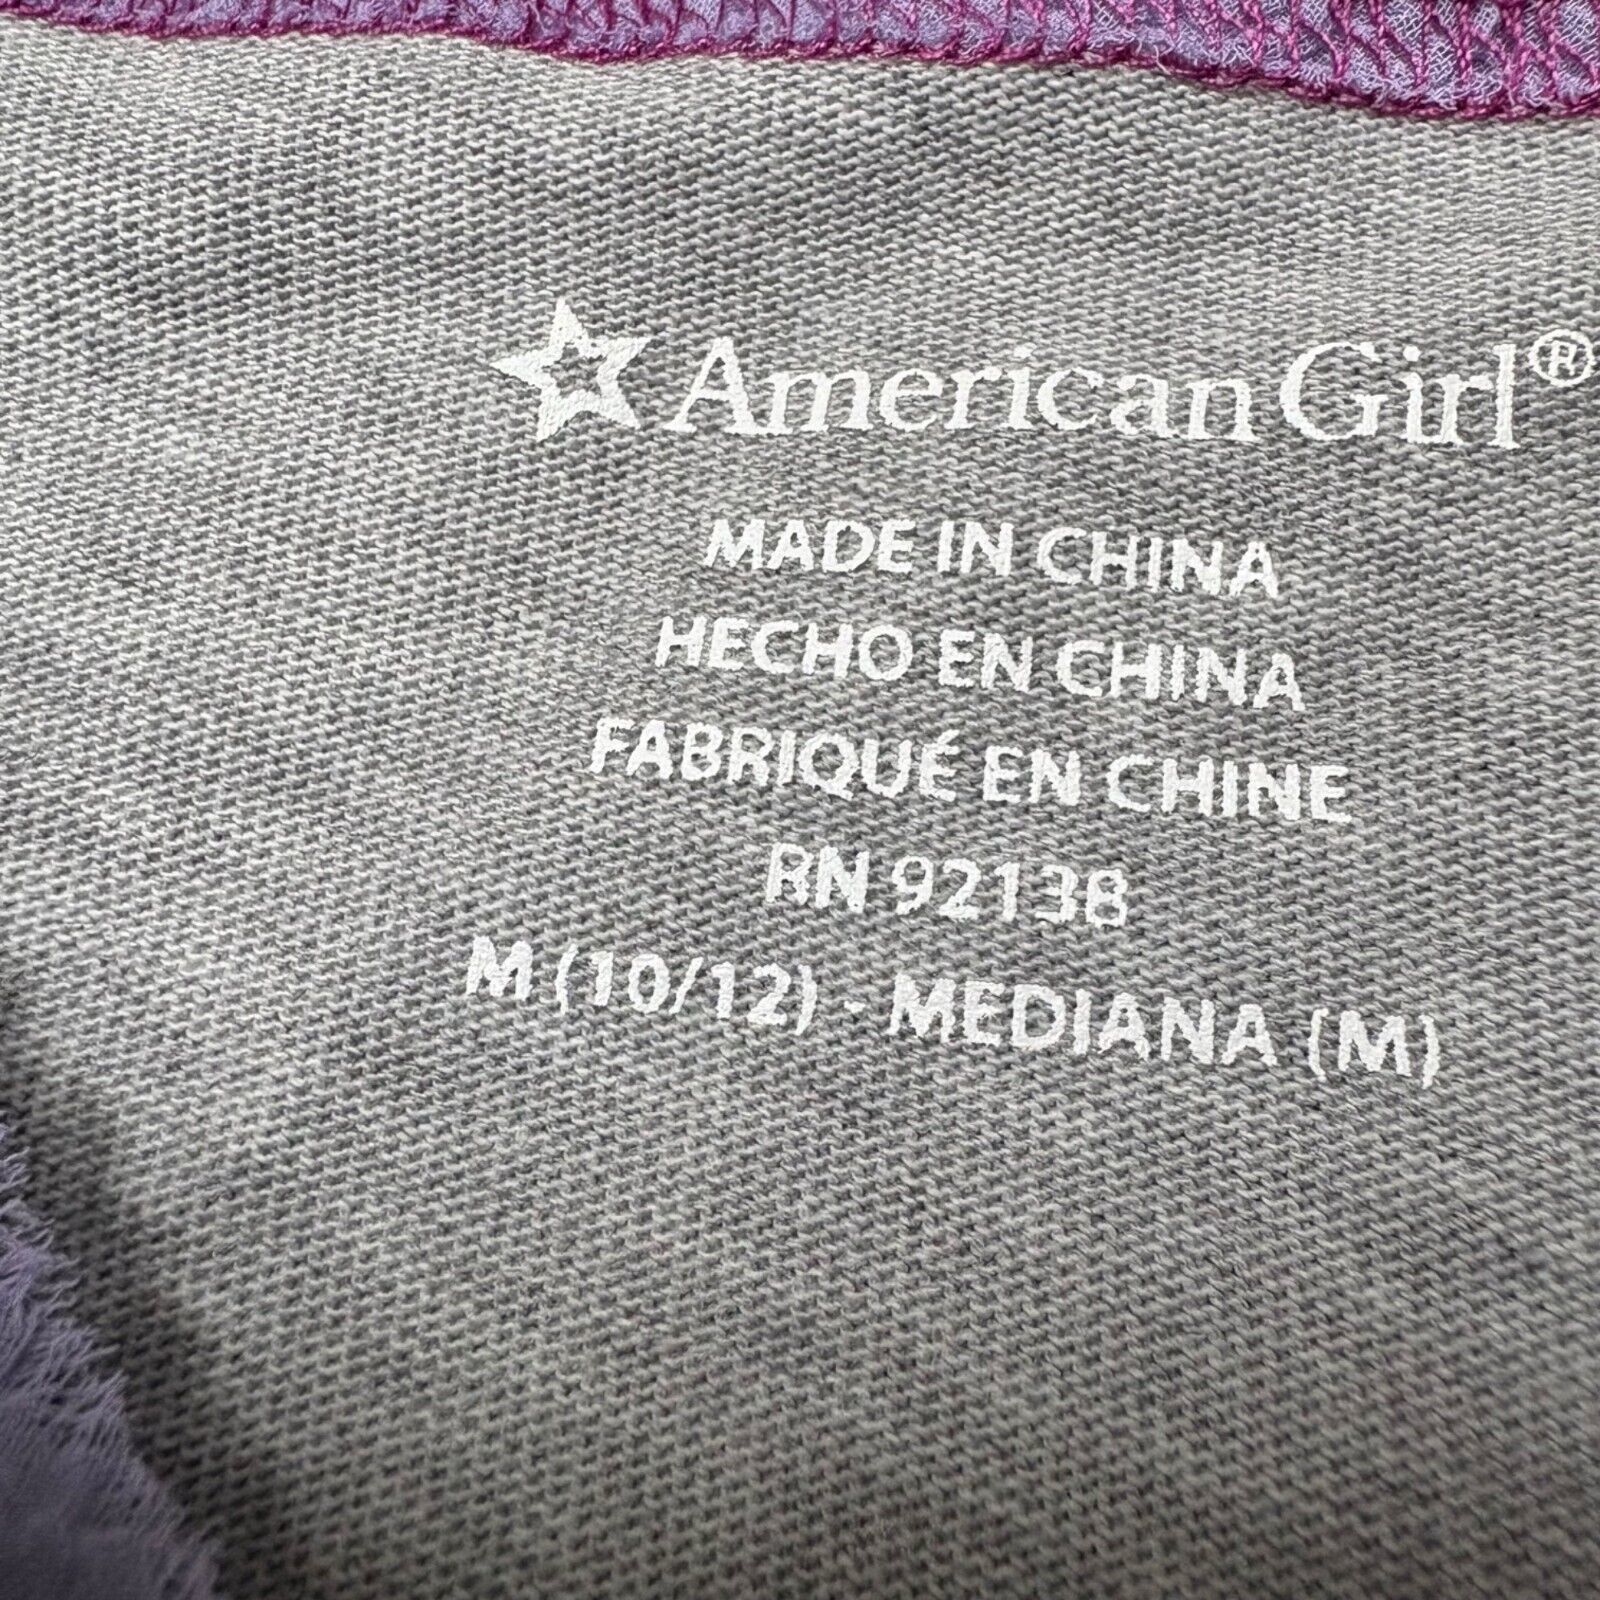 American Girl®
MADE IN CHINA
HECHO EN CHINA
FABRIQUÉ EN CHINE
RN 92138
M (10/12) - MEDIANA (M)